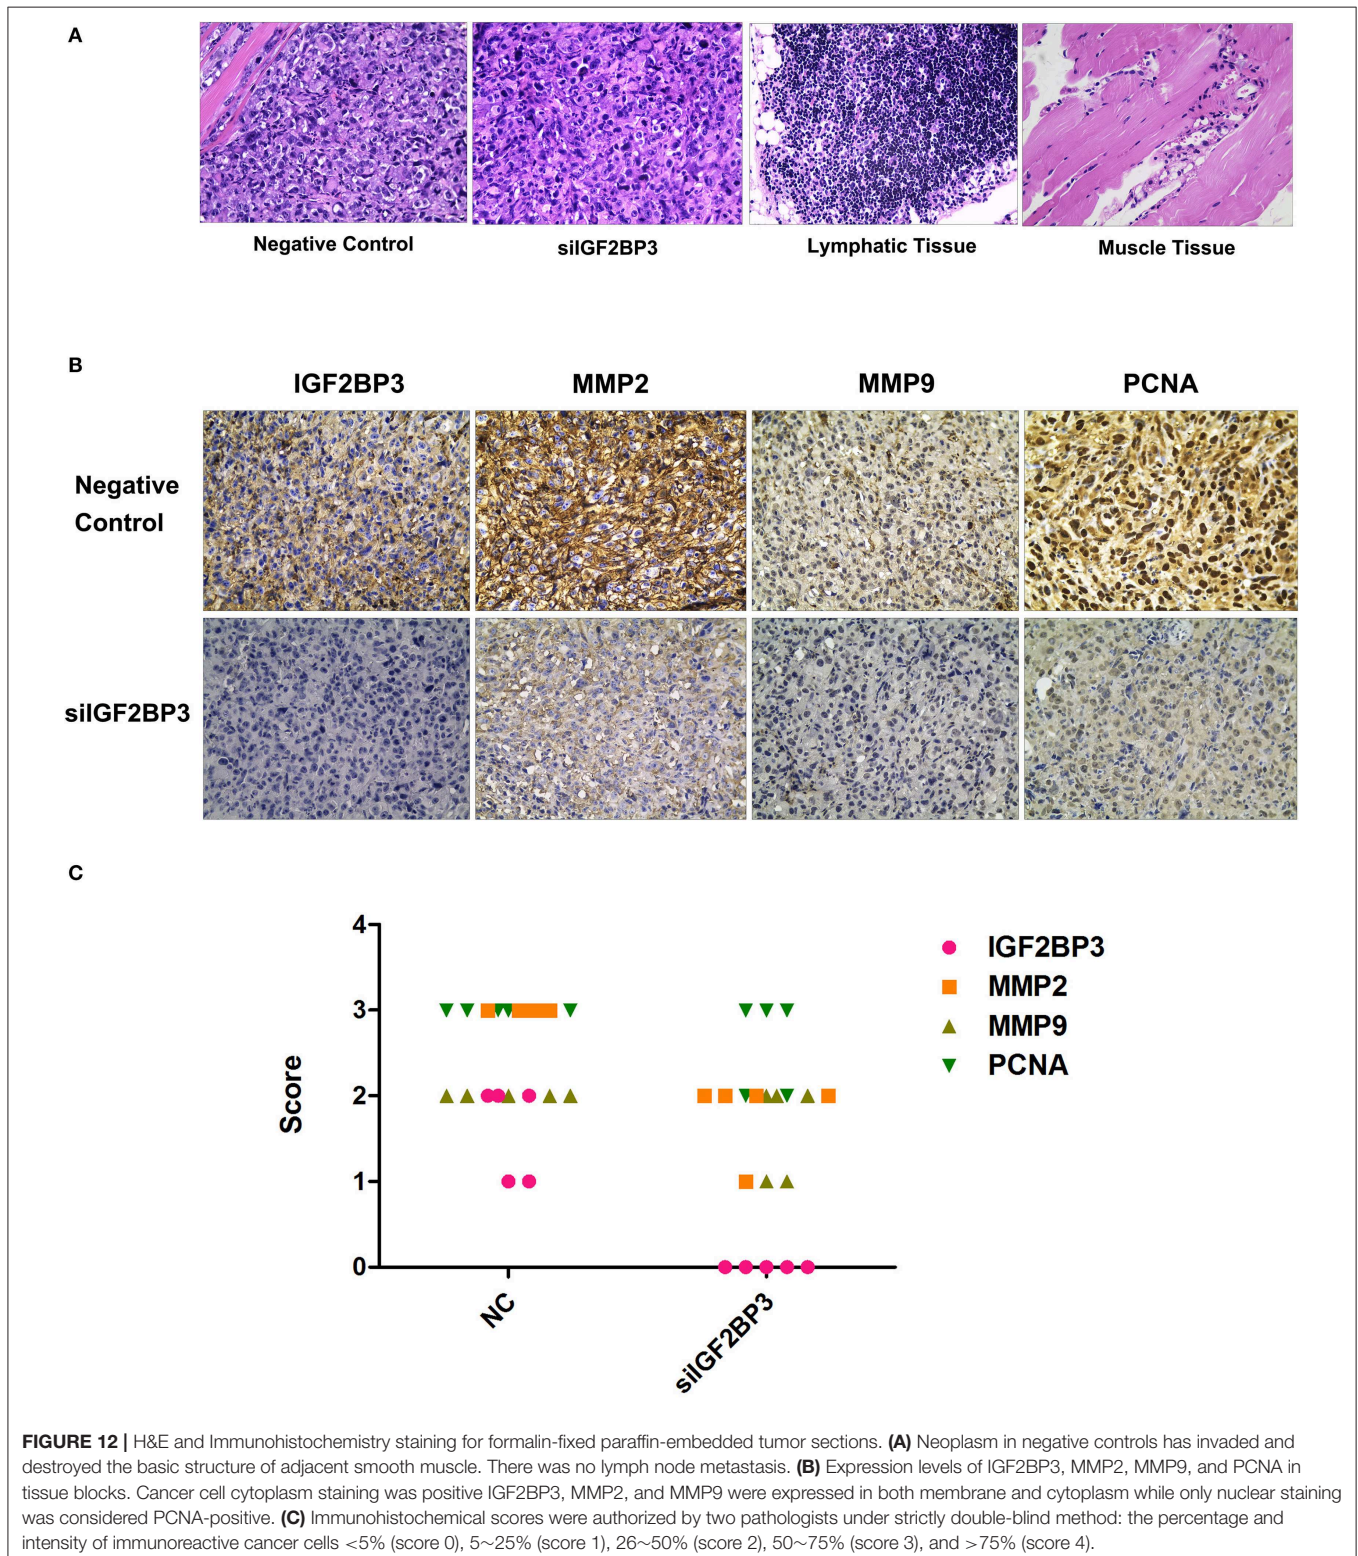 A
Negative Control
siIGF2BP3
Lymphatic Tissue
Muscle Tissue
B
IGF2BP3
MMP2
MMP9
PCNA
Negative
Control
siIGF2BP3
C
4
3
2
1
0
Score
NC
siIGF2BP3
IGF2BP3
MMP2
MMP9
PCNA
FIGURE 12 | H&E and Immunohistochemistry staining for formalin-fixed paraffin-embedded tumor sections. (A) Neoplasm in negative controls has invaded and
destroyed the basic structure of adjacent smooth muscle. There was no lymph node metastasis. (B) Expression levels of IGF2BP3, MMP2, MMP9, and PCNA in
tissue blocks. Cancer cell cytoplasm staining was positive IGF2BP3, MMP2, and MMP9 were expressed in both membrane and cytoplasm while only nuclear staining
was considered PCNA-positive. (C) Immunohistochemical scores were authorized by two pathologists under strictly double-blind method: the percentage and
intensity of immunoreactive cancer cells <5% (score 0), 5~25% (score 1), 26~50% (score 2), 50~75% (score 3), and >75% (score 4).